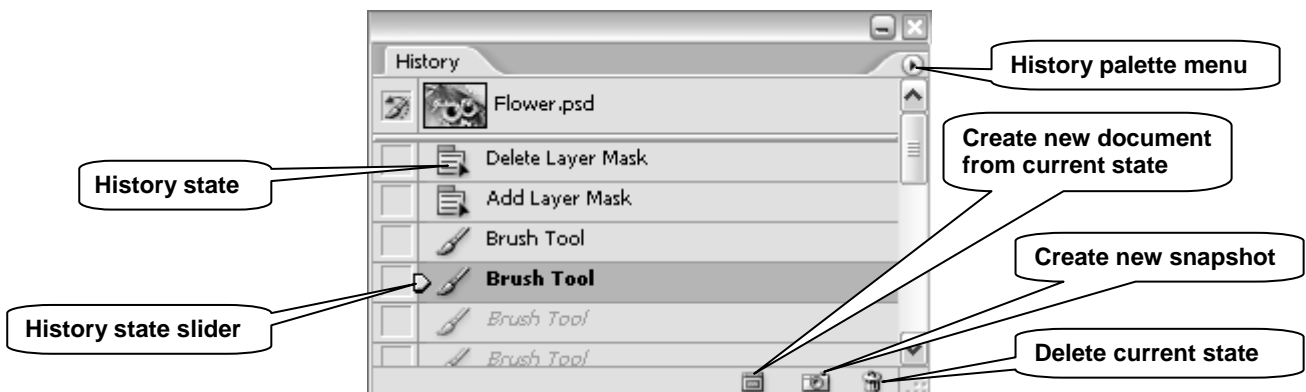 History
History palette menu
Flower.psd
Create new document
from current state
Delete Layer Mask
History state
Add Layer Mask
Brush Tool
Create new snapshot
Brush Tool
History state slider
Brush Tool
Delete current state
Brush Tool